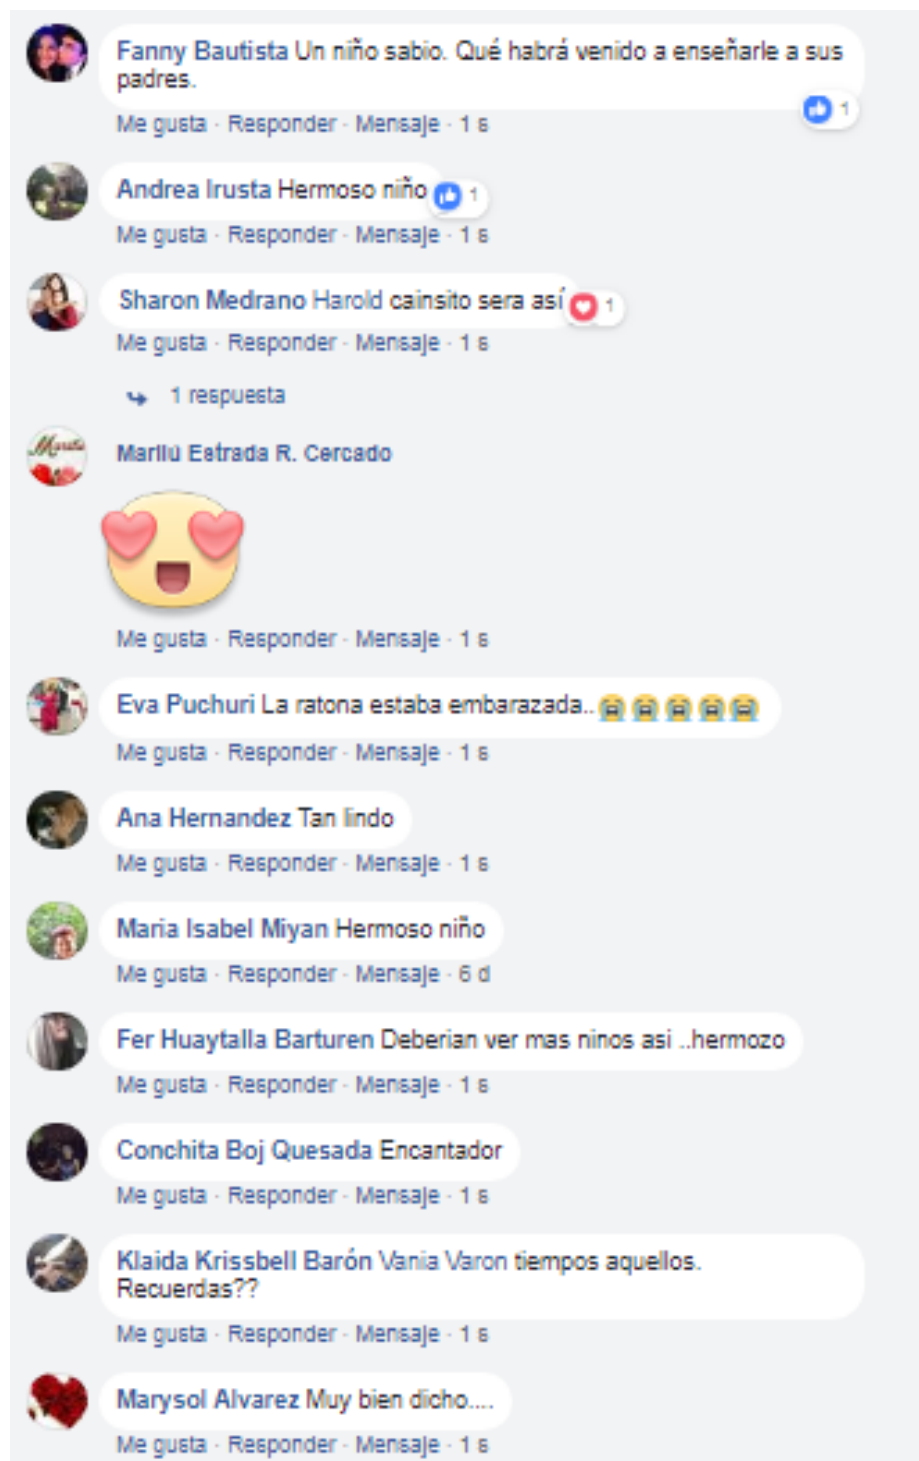 Fanny Bautista Un niño sabio. Qué habrá venido a enseñarle a sus
padres.
1
Me gusta · Responder · Mensaje · 1 s
Andrea Irusta Hermoso niño 1
Me gusta · Responder · Mensaje · 1 s
Sharon Medrano Harold cainsito sera así 1
Me gusta · Responder · Mensaje · 1 s
1 respuesta
Marilú Estrada R. Cercado
Me gusta · Responder · Mensaje · 1 s
Eva Puchuri La ratona estaba embarazada..😭😭😭😭😭
Me gusta · Responder · Mensaje · 1 s
Ana Hernandez Tan lindo
Me gusta · Responder · Mensaje · 1 s
Maria Isabel Miyan Hermoso niño
Me gusta · Responder · Mensaje · 6 d
Fer Huaytalla Barturen Deberian ver mas ninos asi ..hermozo
Me gusta · Responder · Mensaje · 1 s
Conchita Boj Quesada Encantador
Me gusta · Responder · Mensaje · 1 s
Klaida Krissbell Barón Vania Varon tiempos aquellos.
Recuerdas??
Me gusta · Responder · Mensaje · 1 s
Marysol Alvarez Muy bien dicho....
Me gusta · Responder · Mensaje · 1 s